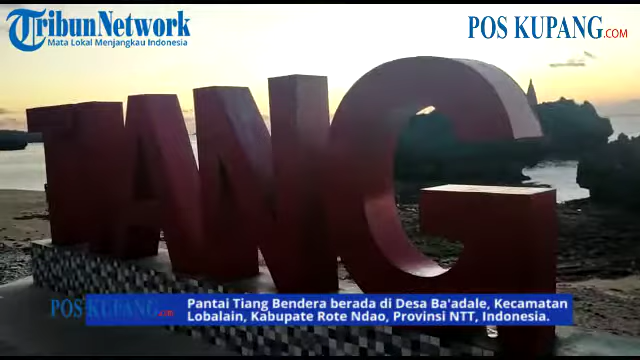 TribunNetwork
Mata Lokal Menjangkau Indonesia
POS KUPANG.COM
TIANG
POS KUPANG.com
Pantai Tiang Bendera berada di Desa Ba'adale, Kecamatan
Lobalain, Kabupate Rote Ndao, Provinsi NTT, Indonesia.